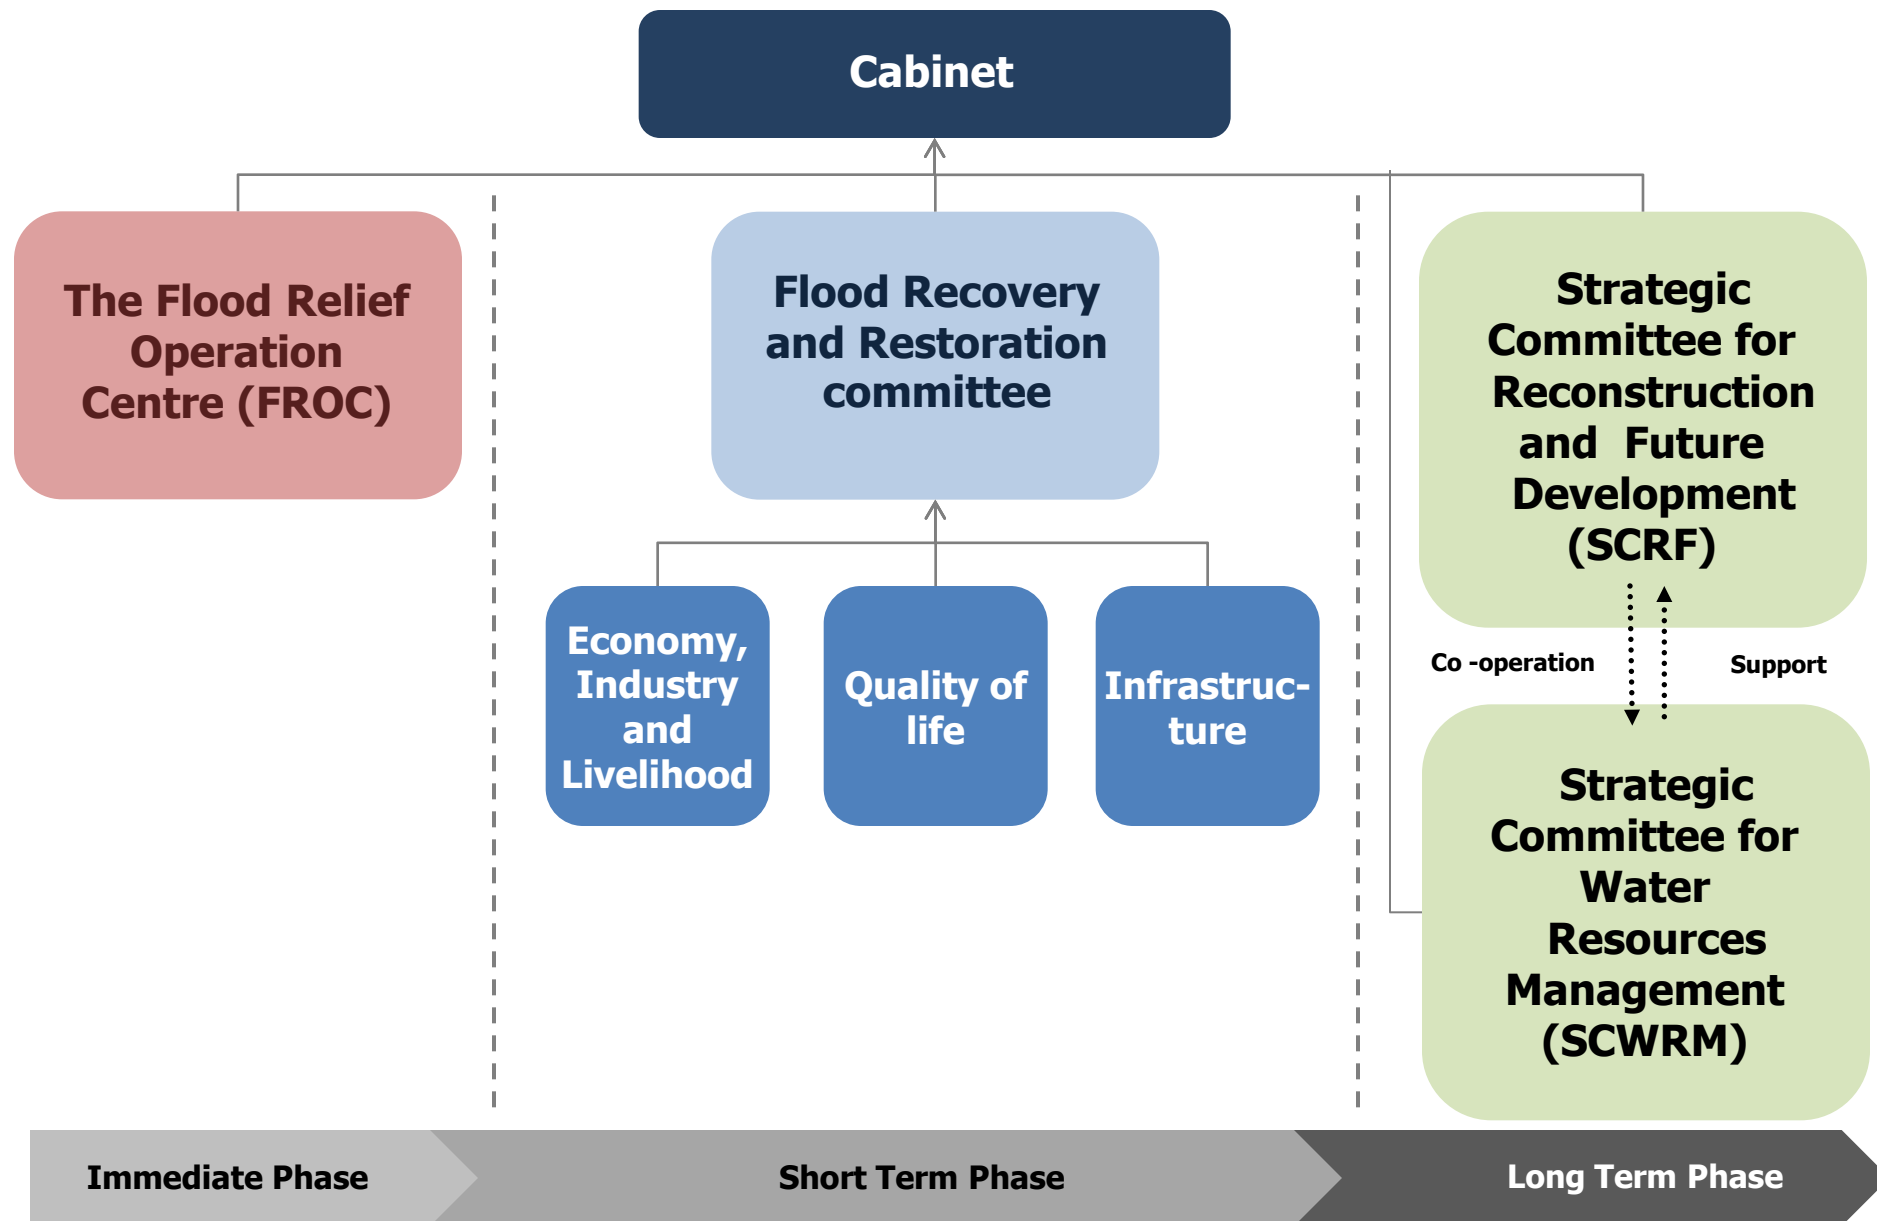 Cabinet
The Flood Relief
Operation
Centre (FROC)
Flood Recovery
and Restoration
committee
Strategic
Committee for
Reconstruction
and Future
Development
(SCRF)
Economy,
Industry
and
Livelihood
Quality of
life
Infrastruc-
ture
Co -operation
Support
Strategic
Committee for
Water
Resources
Management
(SCWRM)
Immediate Phase
Short Term Phase
Long Term Phase